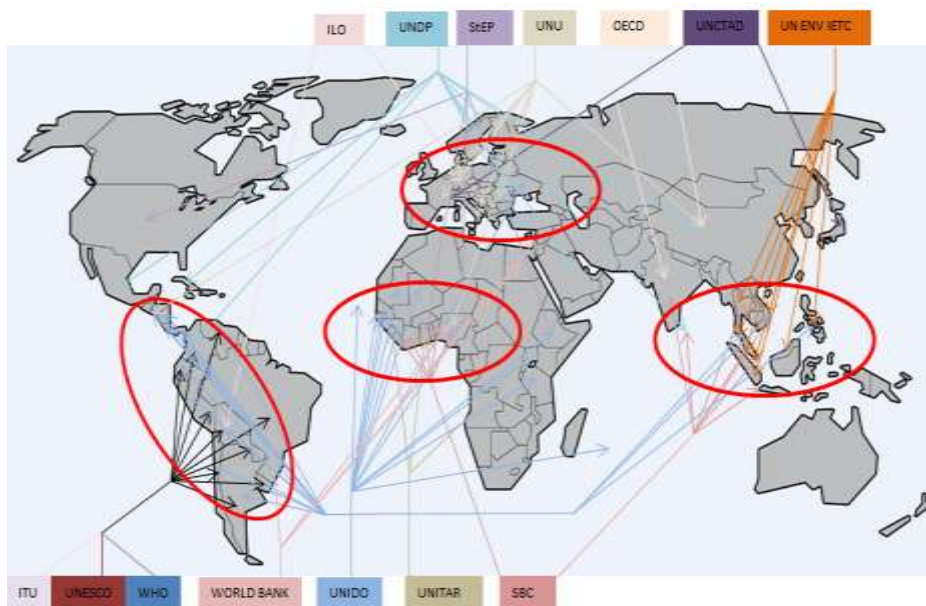 ILO UNDP StEP UNU OECD UNCTAD UN ENV IETC
ITU UNESCO WHO WORLD BANK UNIDO UNITAR SBC